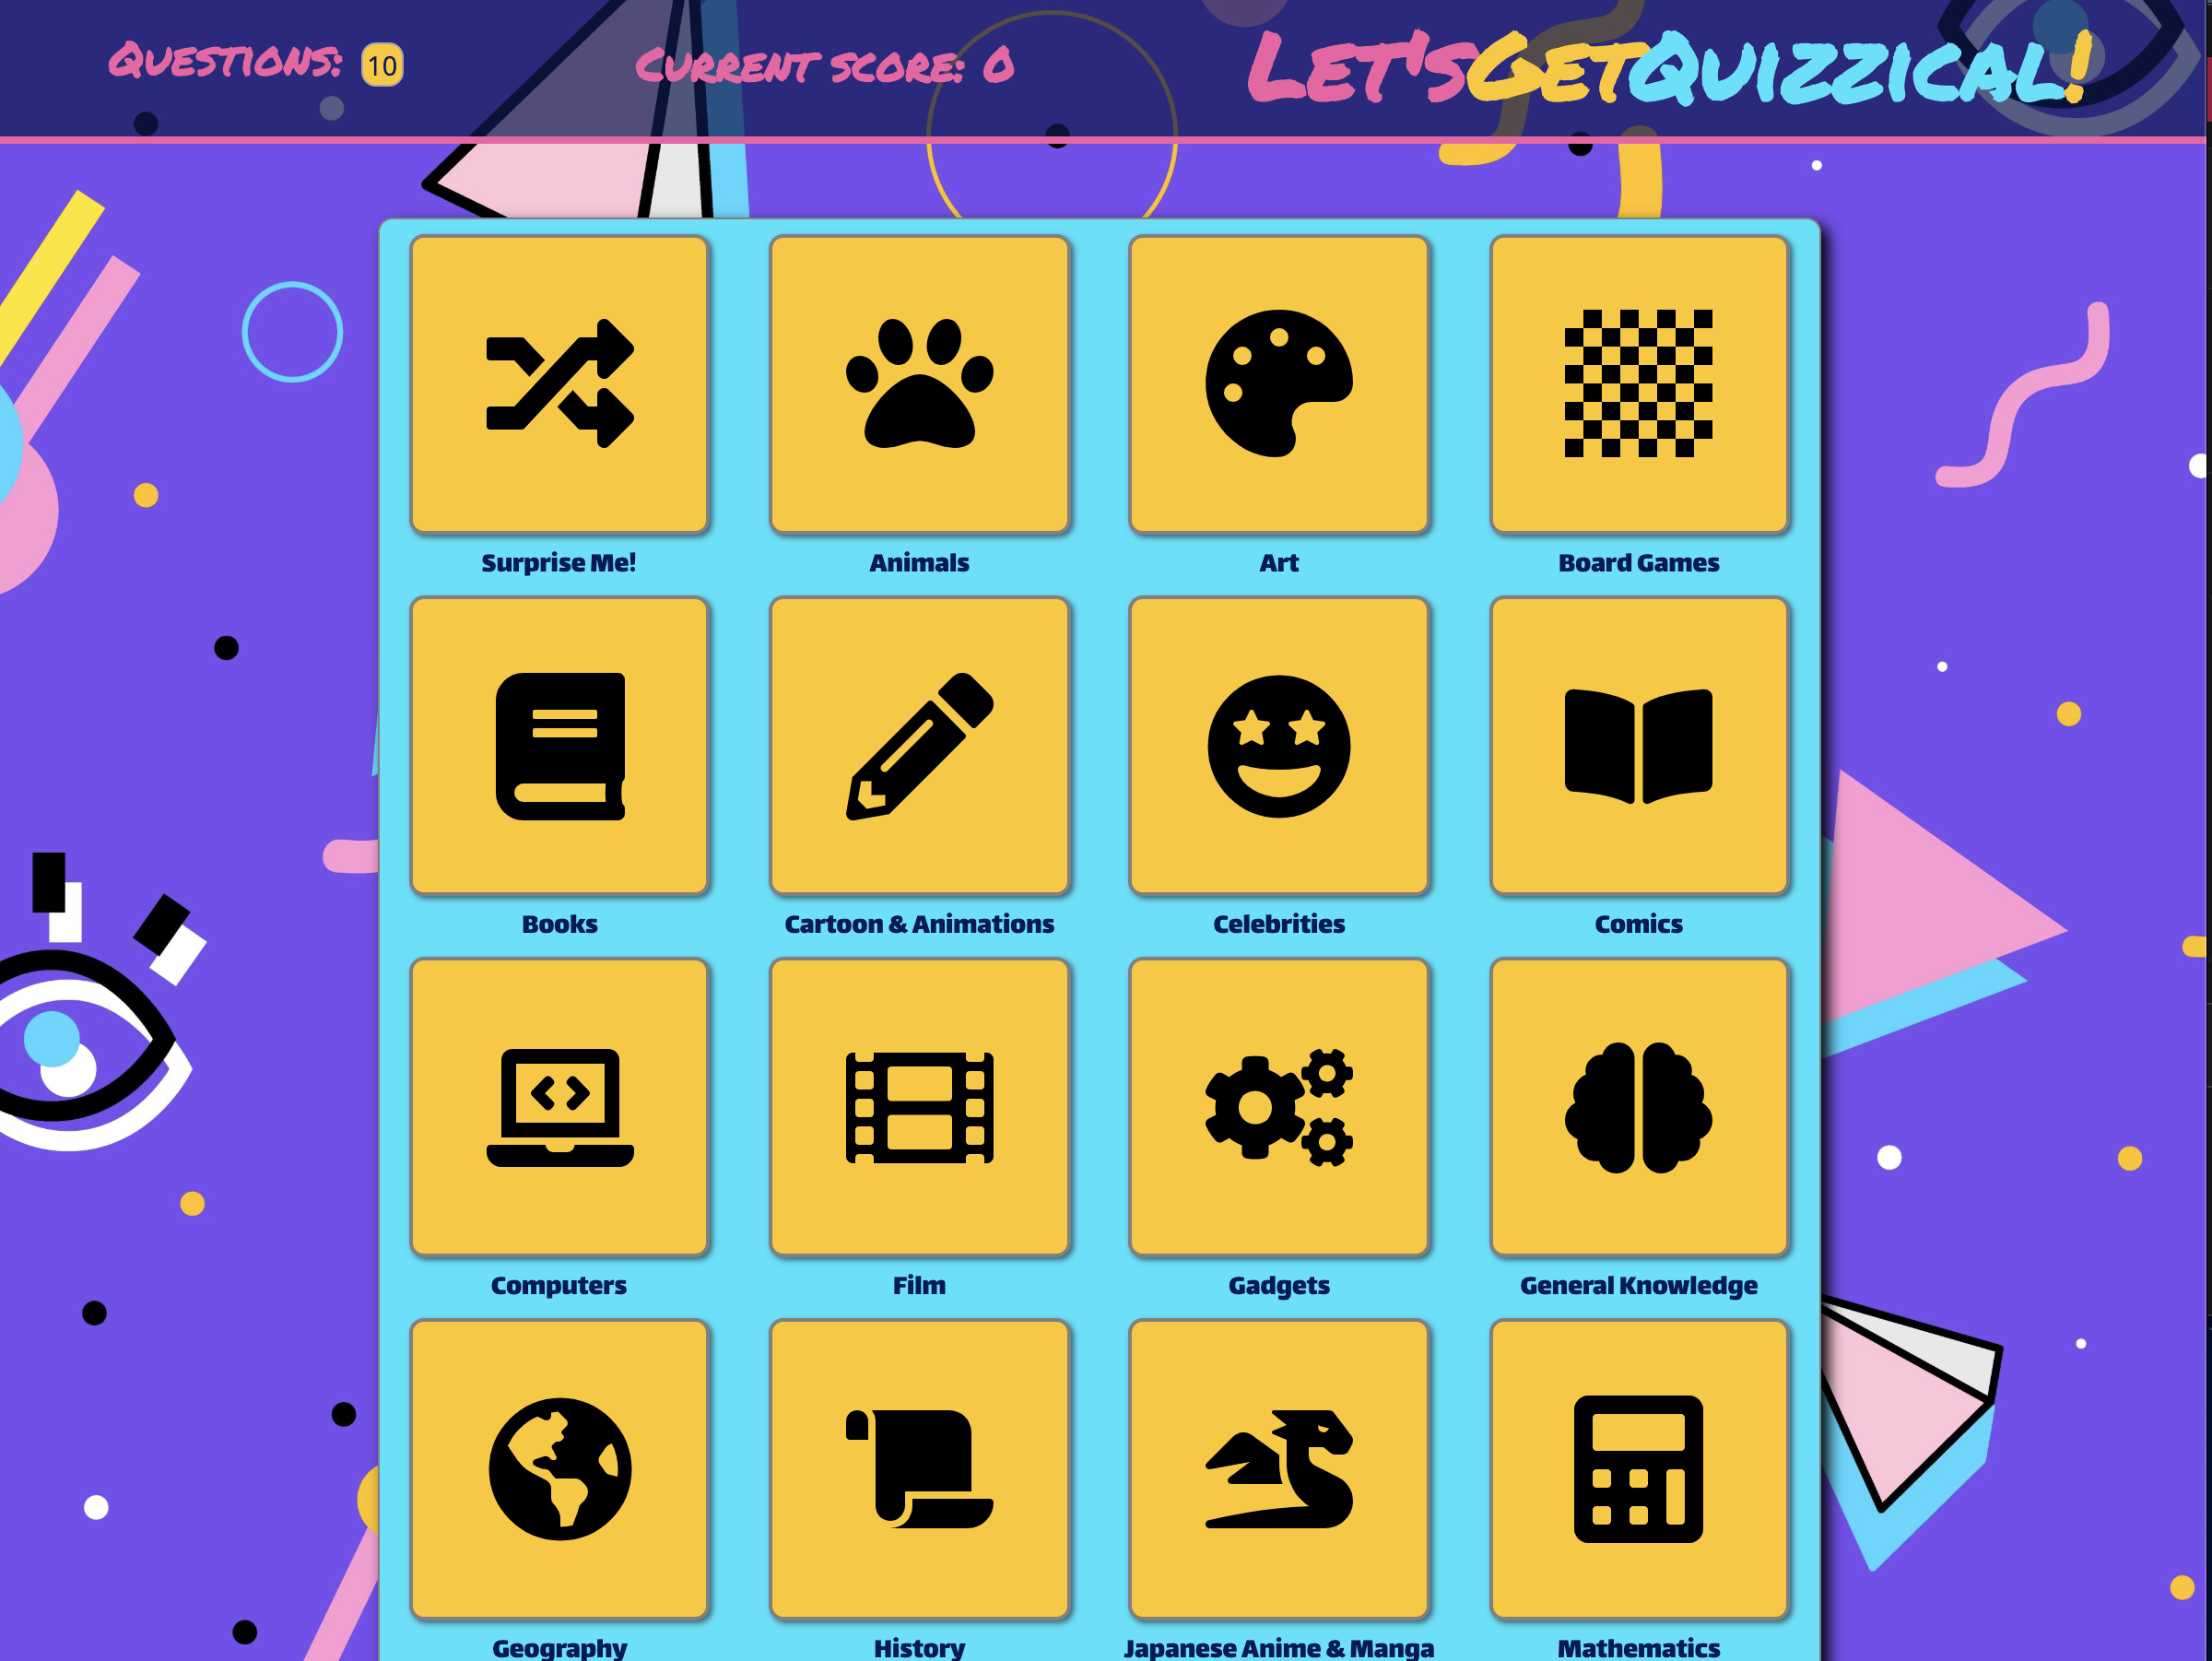 Questions: 10
Current score: 0
Let'sGetQuizzical!
Surprise Me!
Animals
Art
Board Games
Books
Cartoon & Animations
Celebrities
Comics
Computers
Film
Gadgets
General Knowledge
Geography
History
Japanese Anime & Manga
Mathematics